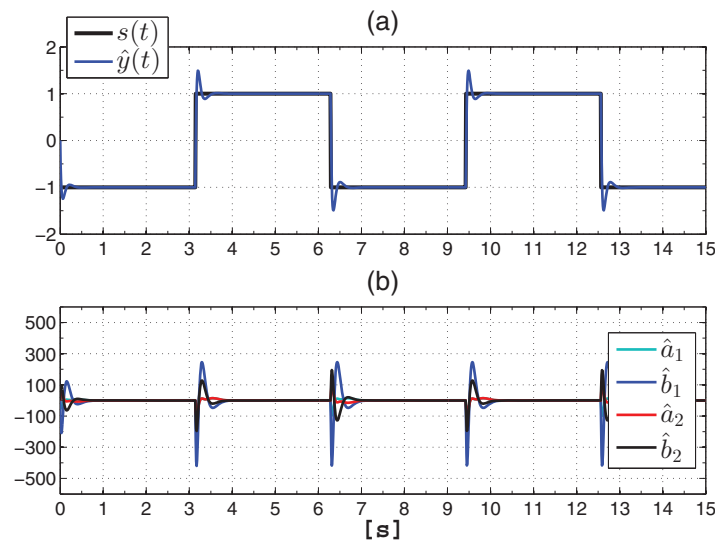 (a)
s(t)
ŷ(t)
2
1
0
−1
−2
0 1 2 3 4 5 6 7 8 9 10 11 12 13 14 15
(b)
500
300
100
−100
−300
−500
â₁
b̂₁
â₂
b̂₂
0 1 2 3 4 5 6 7 8 9 10 11 12 13 14 15
[s]